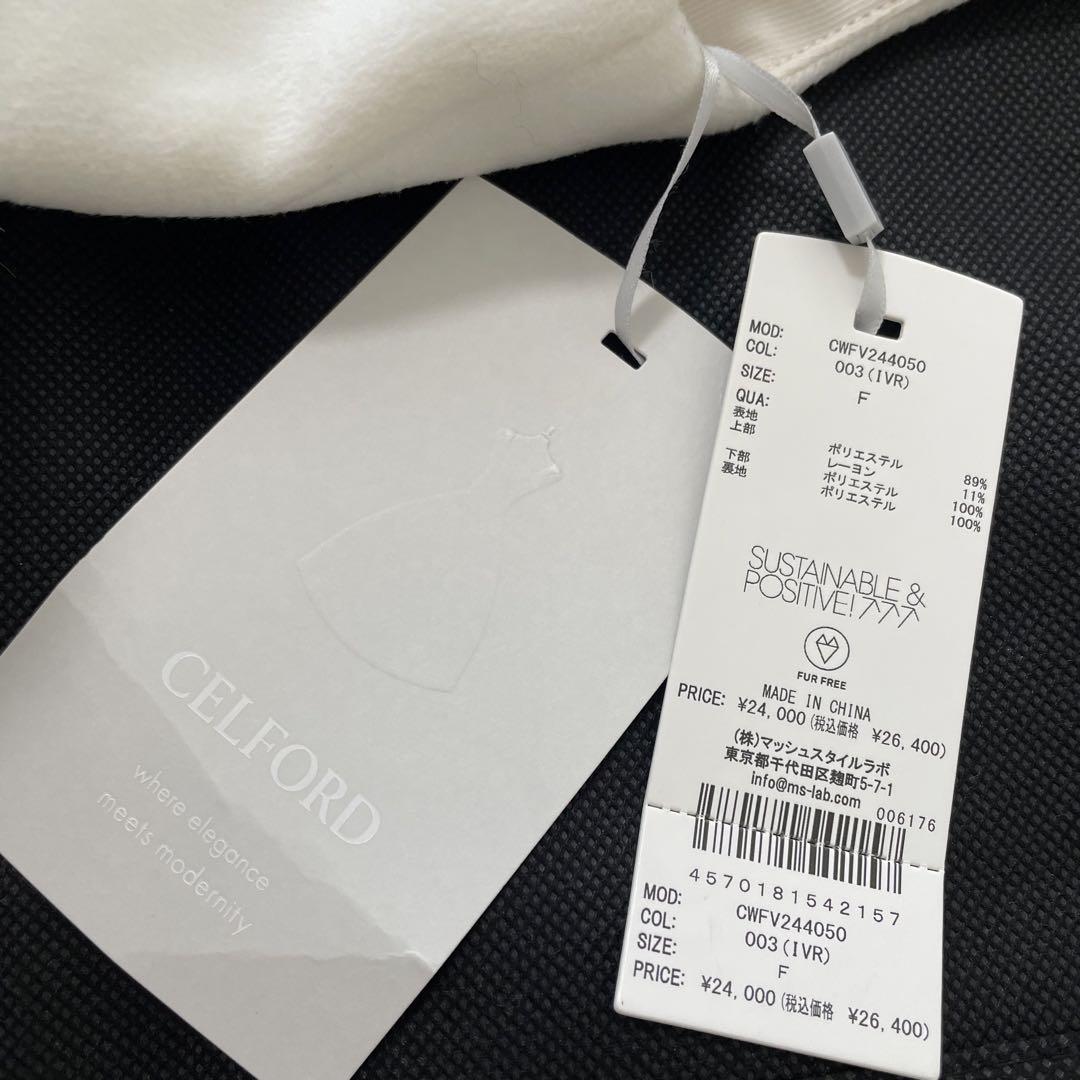 CELFORD
where elegance
meets modernity
MOD: CWFV244050
COL: 003(IVR)
SIZE: F
QUA:
表地
上部 ポリエステル 89%
レーヨン 11%
下部 ポリエステル 100%
裏地 ポリエステル 100%
SUSTAINABLE &
POSITIVE!
FUR FREE
MADE IN CHINA
PRICE: ¥24,000(税込価格 ¥26,400)
(株)マッシュスタイルラボ
東京都千代田区麹町5-7-1
info@ms-lab.com
006176
4570181542157
MOD: CWFV244050
COL: 003(IVR)
SIZE: F
PRICE: ¥24,000(税込価格 ¥26,400)